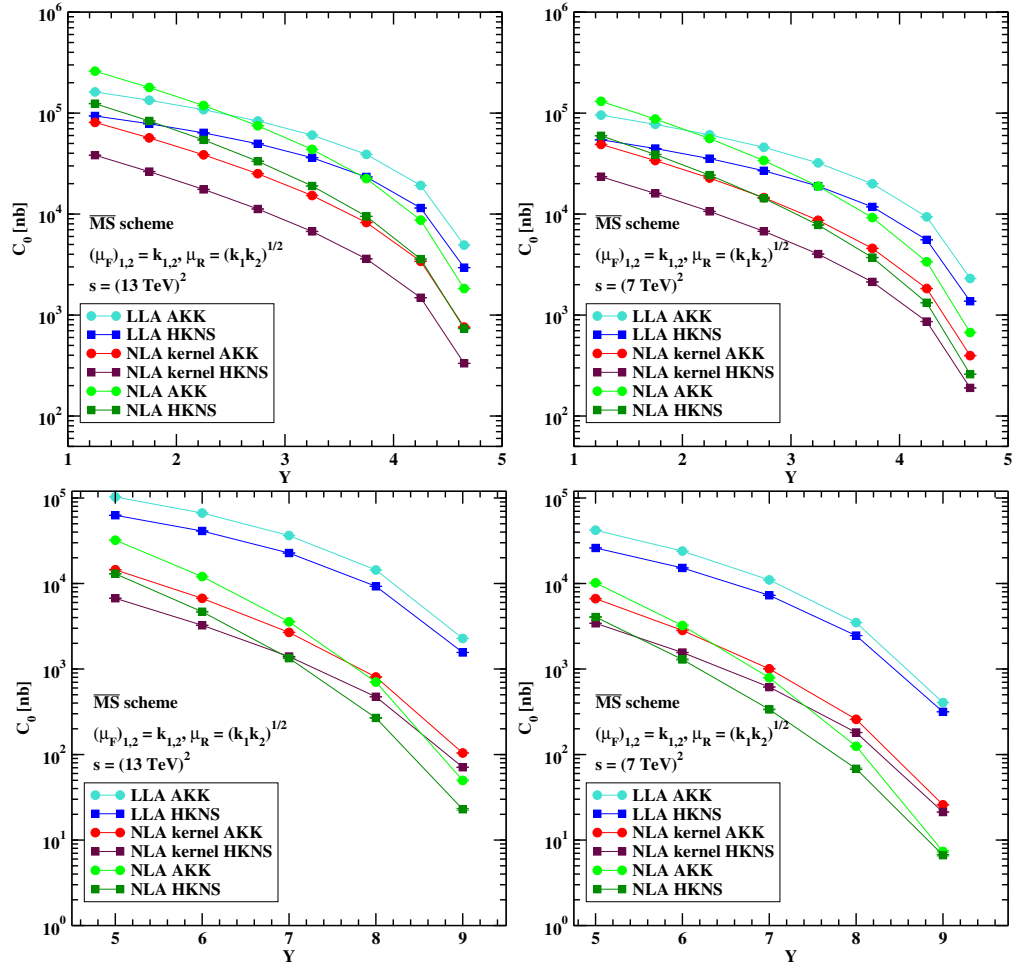 10^6
10^5
10^4
10^3
10^2
C_0 [nb]
MS scheme
(μ_F)_{1,2} = k_{1,2}, μ_R = (k_1k_2)^{1/2}
s = (13 TeV)^2
LLA AKK
LLA HKNS
NLA kernel AKK
NLA kernel HKNS
NLA AKK
NLA HKNS
1 2 3 4 5
Y
10^6
10^5
10^4
10^3
10^2
C_0 [nb]
MS scheme
(μ_F)_{1,2} = k_{1,2}, μ_R = (k_1k_2)^{1/2}
s = (7 TeV)^2
LLA AKK
LLA HKNS
NLA kernel AKK
NLA kernel HKNS
NLA AKK
NLA HKNS
1 2 3 4 5
Y
10^5
10^4
10^3
10^2
10^1
10^0
C_0 [nb]
MS scheme
(μ_F)_{1,2} = k_{1,2}, μ_R = (k_1k_2)^{1/2}
s = (13 TeV)^2
LLA AKK
LLA HKNS
NLA kernel AKK
NLA kernel HKNS
NLA AKK
NLA HKNS
5 6 7 8 9
Y
10^5
10^4
10^3
10^2
10^1
10^0
C_0 [nb]
MS scheme
(μ_F)_{1,2} = k_{1,2}, μ_R = (k_1k_2)^{1/2}
s = (7 TeV)^2
LLA AKK
LLA HKNS
NLA kernel AKK
NLA kernel HKNS
NLA AKK
NLA HKNS
5 6 7 8 9
Y